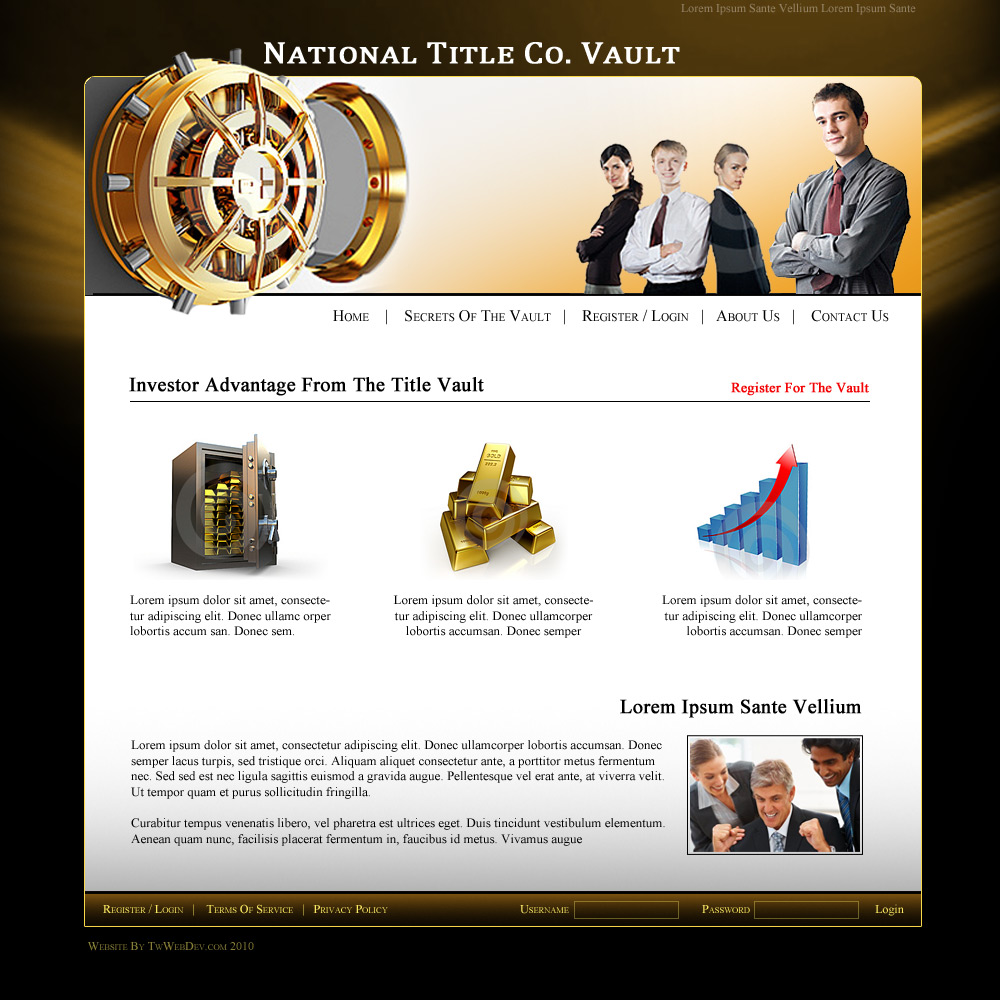 Lorem Ipsum Sante Vellium Lorem Ipsum Sante
National Title Co. Vault
Home | Secrets Of The Vault | Register / Login | About Us | Contact Us
Investor Advantage From The Title Vault
Register For The Vault
GOLD
999.9
1000g
Lorem ipsum dolor sit amet, consecte-
tur adipiscing elit. Donec ullamc orper
lobortis accum san. Donec sem.
Lorem ipsum dolor sit amet, consecte-
tur adipiscing elit. Donec ullamcorper
lobortis accumsan. Donec semper
Lorem ipsum dolor sit amet, consecte-
tur adipiscing elit. Donec ullamcorper
lobortis accumsan. Donec semper
Lorem Ipsum Sante Vellium
Lorem ipsum dolor sit amet, consectetur adipiscing elit. Donec ullamcorper lobortis accumsan. Donec
semper lacus turpis, sed tristique orci. Aliquam aliquet consectetur ante, a porttitor metus fermentum
nec. Sed sed est nec ligula sagittis euismod a gravida augue. Pellentesque vel erat ante, at viverra velit.
Ut tempor quam et purus sollicitudin fringilla.
Curabitur tempus venenatis libero, vel pharetra est ultrices eget. Duis tincidunt vestibulum elementum.
Aenean quam nunc, facilisis placerat fermentum in, faucibus id metus. Vivamus augue
Register / Login | Terms Of Service | Privacy Policy
Username
Password
Login
Website By TwWebDev.com 2010